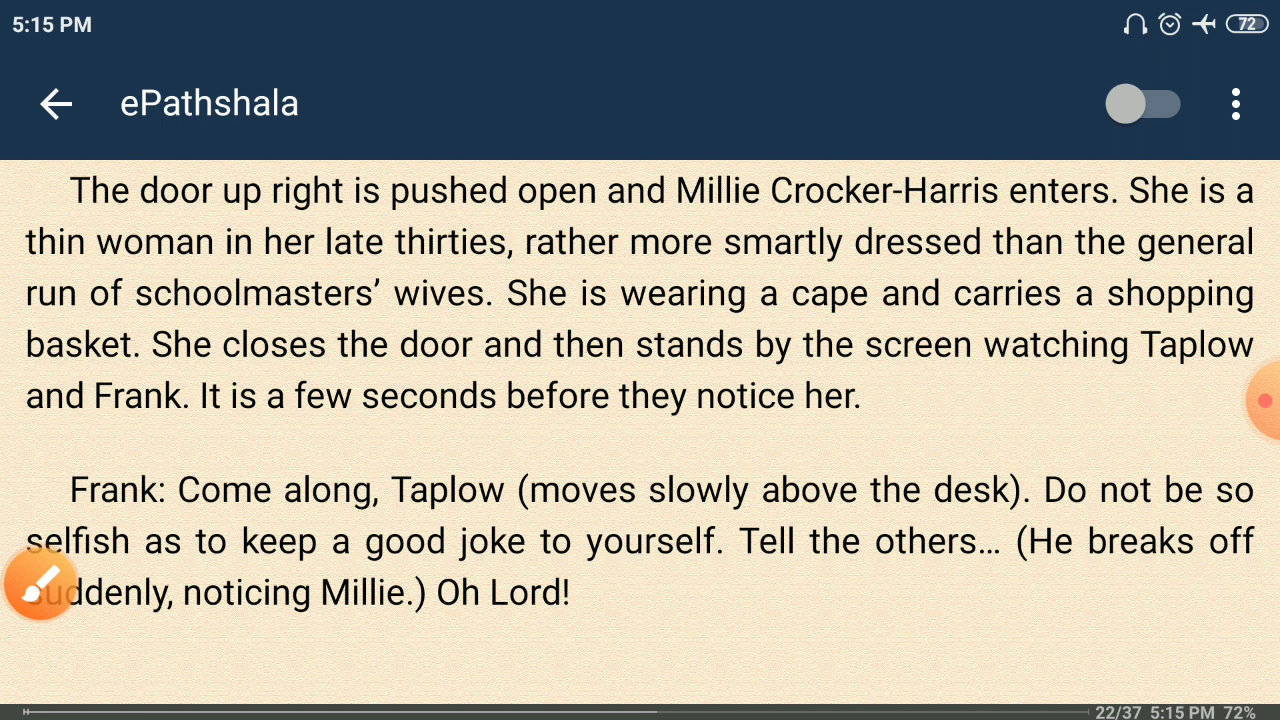 5:15 PM
72
ePathshala
The door up right is pushed open and Millie Crocker-Harris enters. She is a
thin woman in her late thirties, rather more smartly dressed than the general
run of schoolmasters’ wives. She is wearing a cape and carries a shopping
basket. She closes the door and then stands by the screen watching Taplow
and Frank. It is a few seconds before they notice her.
Frank: Come along, Taplow (moves slowly above the desk). Do not be so
selfish as to keep a good joke to yourself. Tell the others... (He breaks off
suddenly, noticing Millie.) Oh Lord!
22/37 5:15 PM 72%